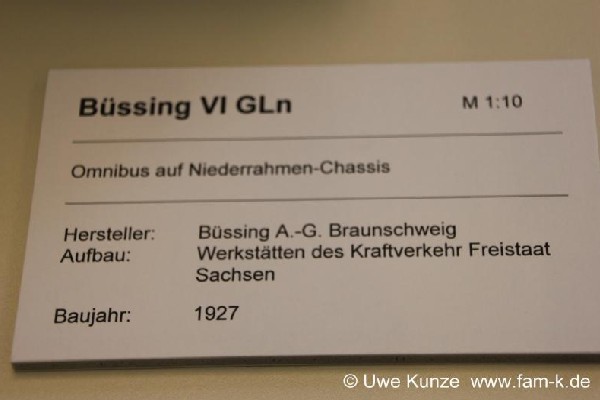 Büssing VI GLn M 1:10
Omnibus auf Niederrahmen-Chassis
Hersteller: Büssing A.-G. Braunschweig
Aufbau: Werkstätten des Kraftverkehr Freistaat
Sachsen
Baujahr: 1927
© Uwe Kunze www.fam-k.de